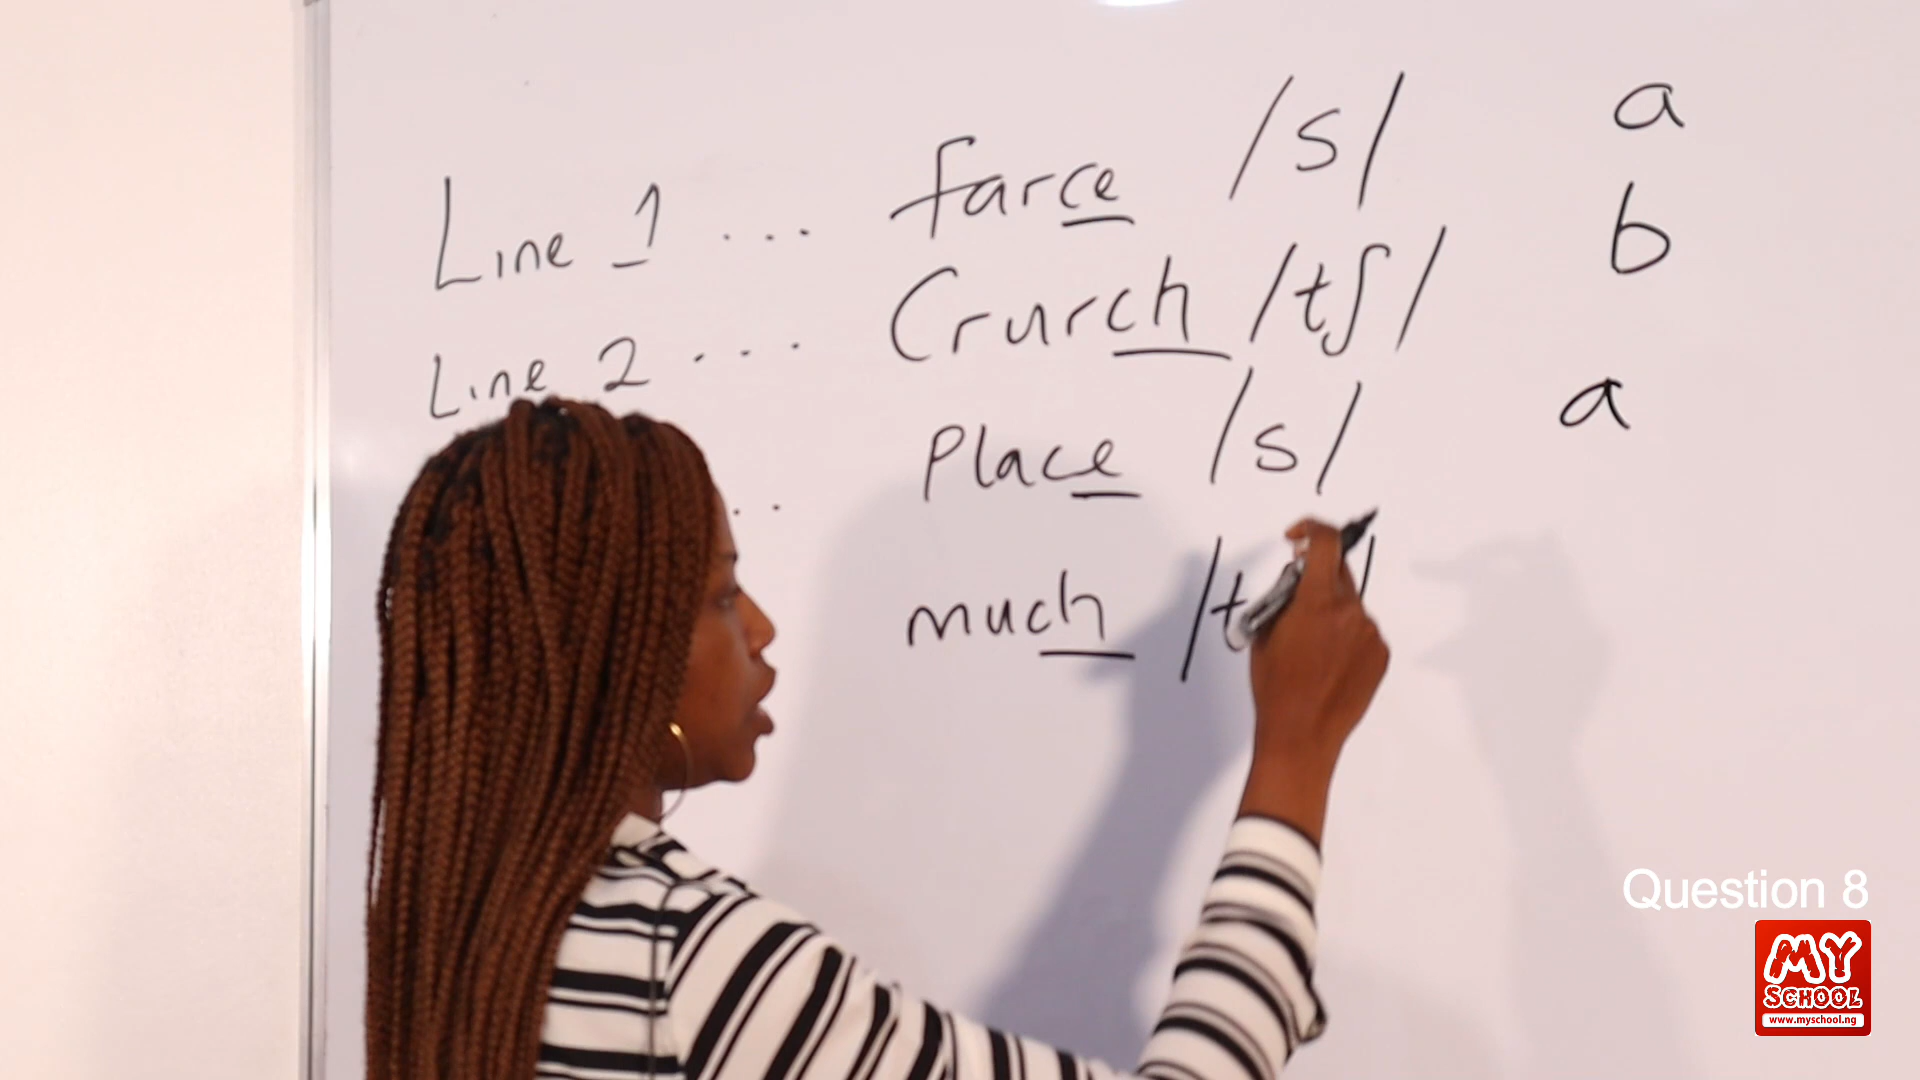 Line 1 ... farce /s/ a
Line 2 ... Crurch /tʃ/ b
.. place /s/ a
much /t /
Question 8
MY
SCHOOL
www.myschool.ng